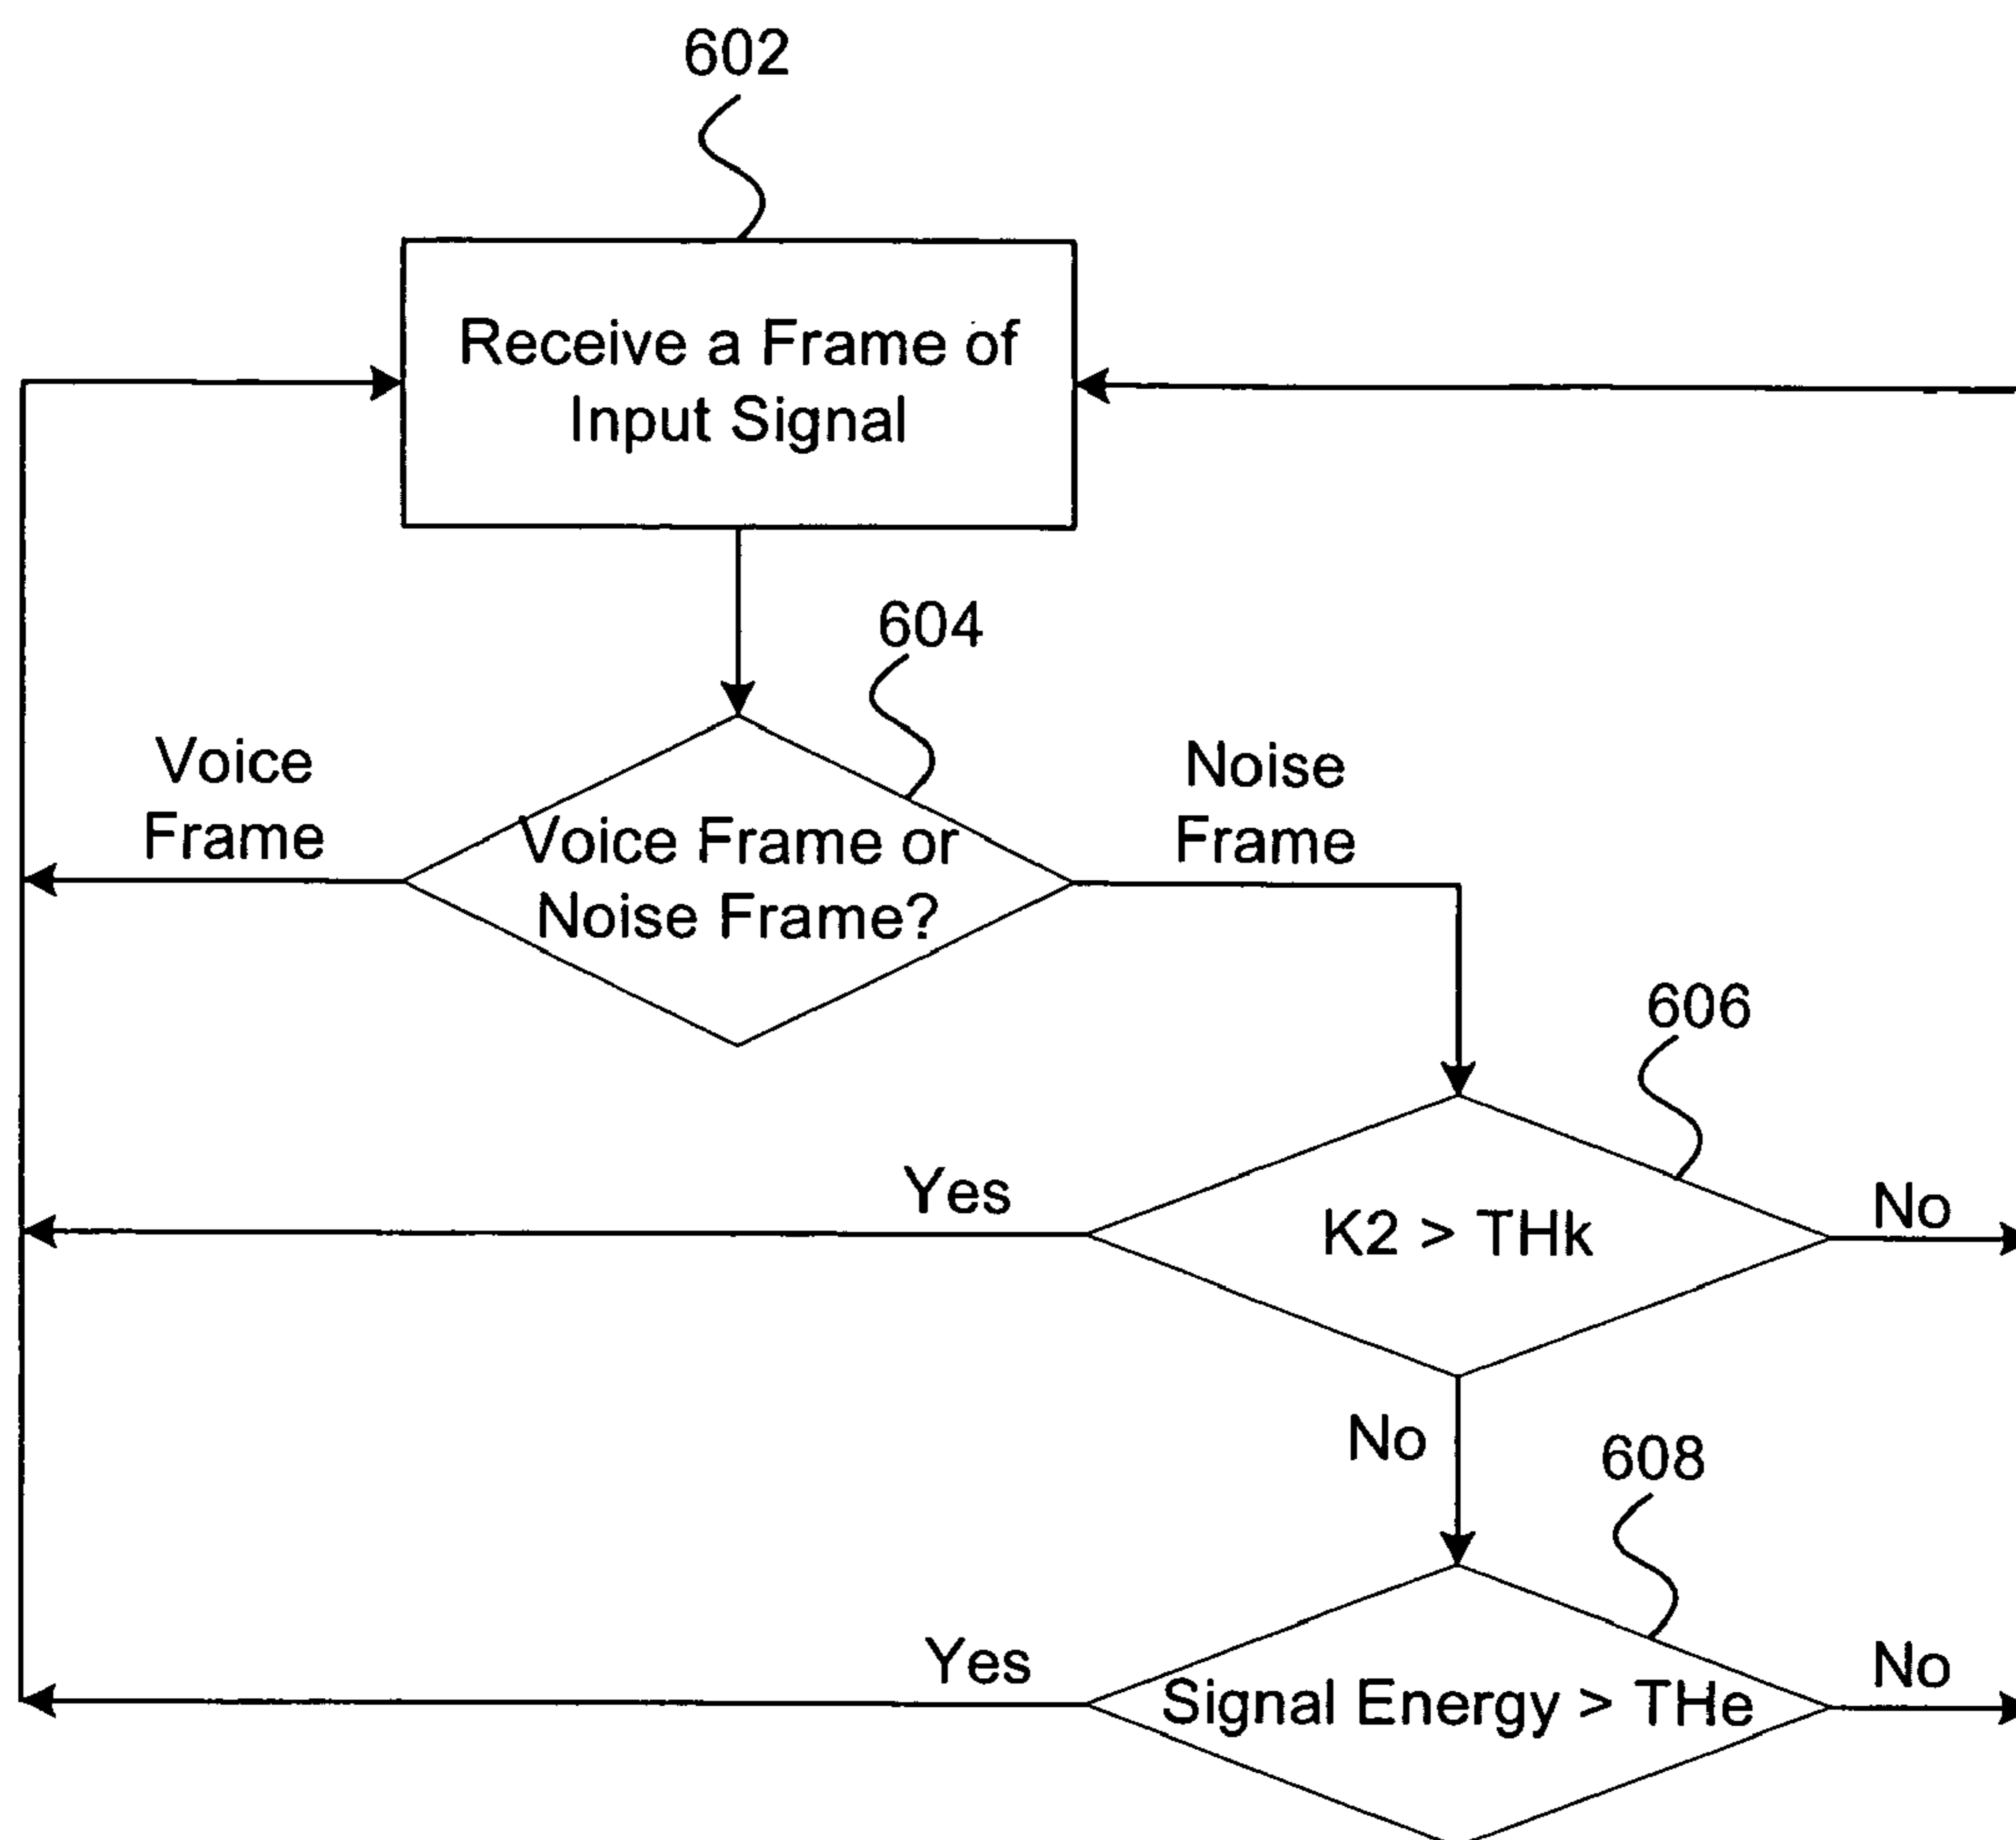 602
Receive a Frame of
Input Signal
604
Voice
Frame
Voice Frame or
Noise Frame?
Noise
Frame
606
Yes
K2 > THk
No
No
608
Yes
Signal Energy > THe
No